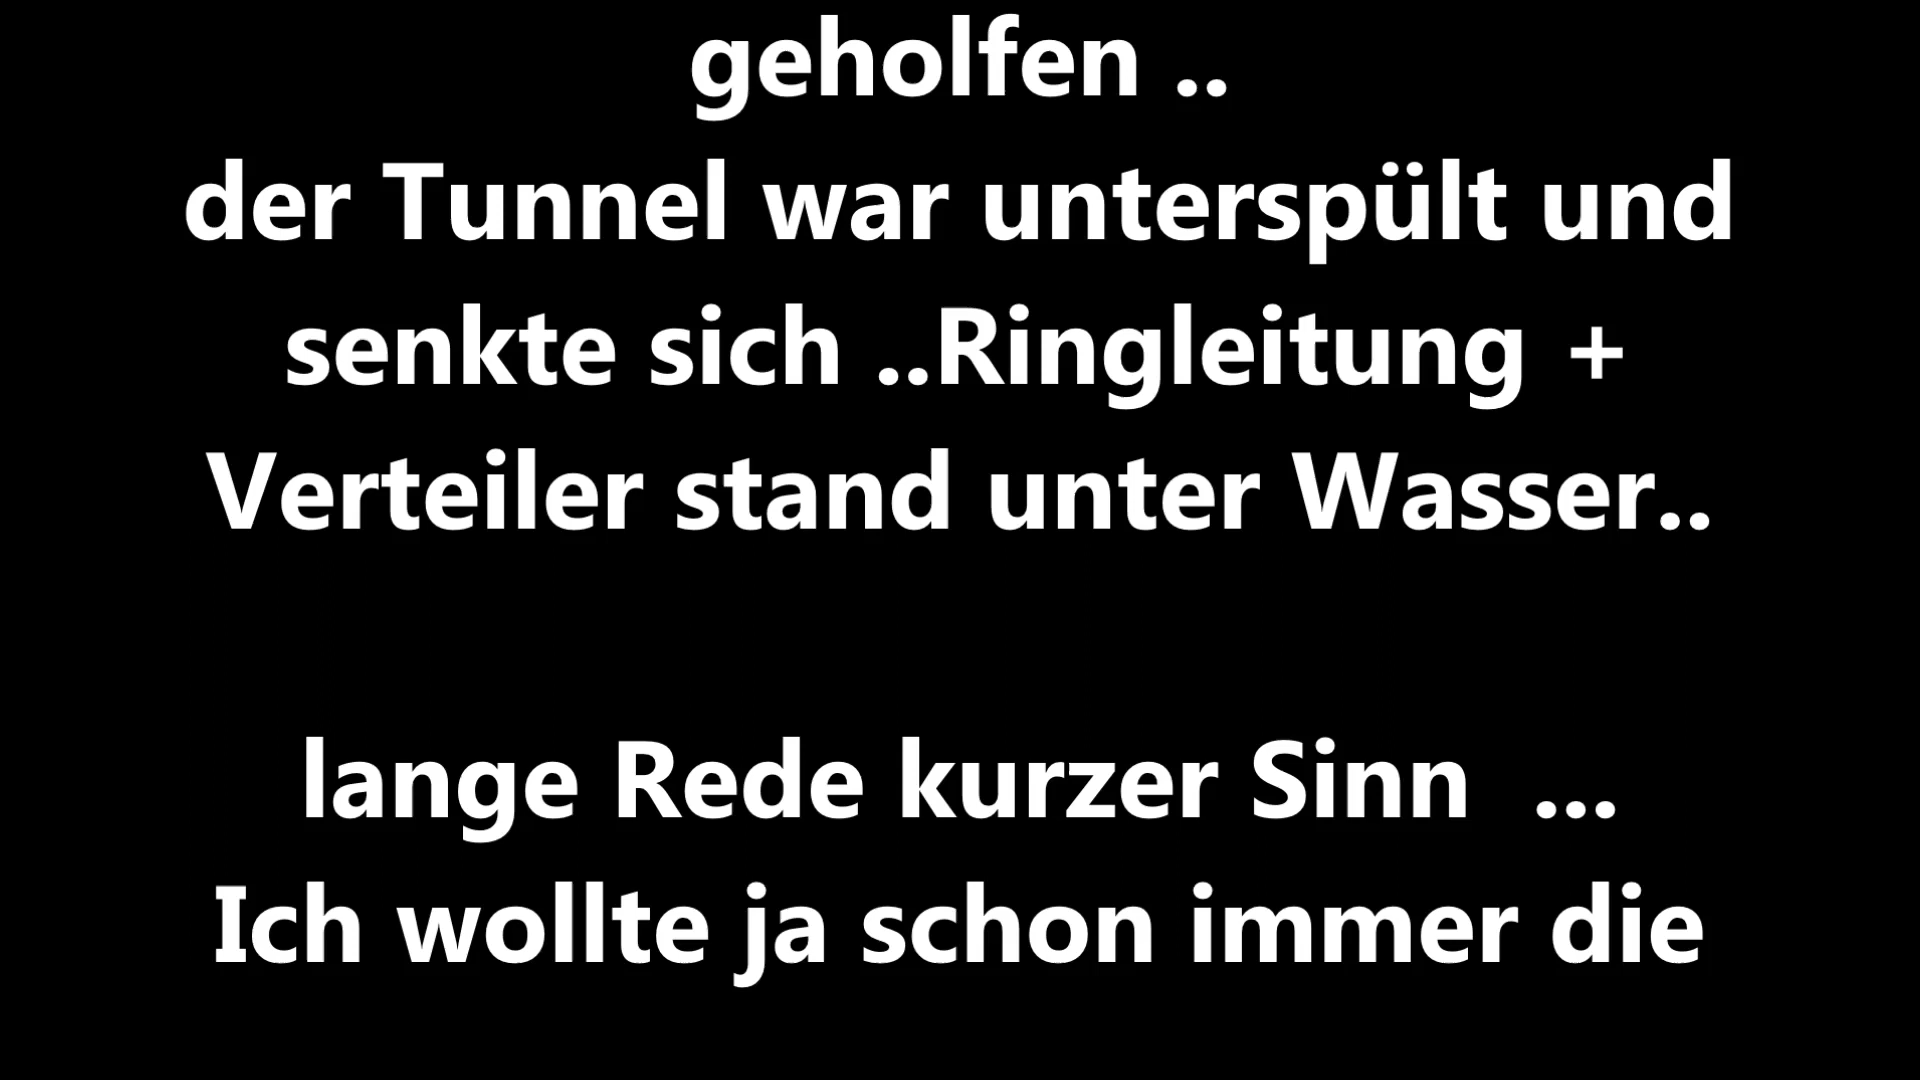 geholfen ..
der Tunnel war unterspült und
senkte sich ..Ringleitung +
Verteiler stand unter Wasser..
lange Rede kurzer Sinn  ...
Ich wollte ja schon immer die